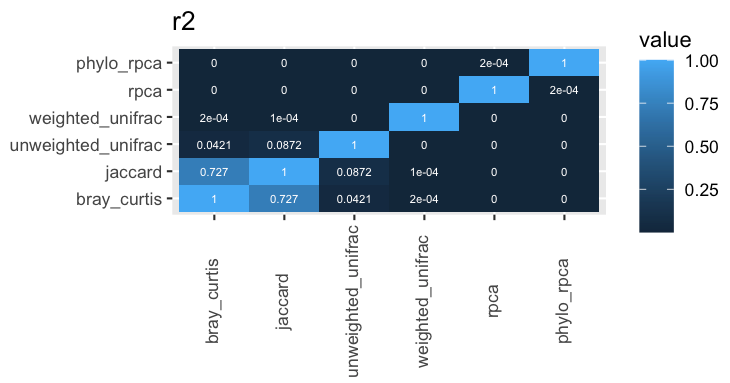 r2
phylo_rpca 0 0 0 0 2e-04 1
rpca 0 0 0 0 1 2e-04
weighted_unifrac 2e-04 1e-04 0 1 0 0
unweighted_unifrac 0.0421 0.0872 1 0 0 0
jaccard 0.727 1 0.0872 1e-04 0 0
bray_curtis 1 0.727 0.0421 2e-04 0 0
bray_curtis
jaccard
unweighted_unifrac
weighted_unifrac
rpca
phylo_rpca
value
1.00
0.75
0.50
0.25